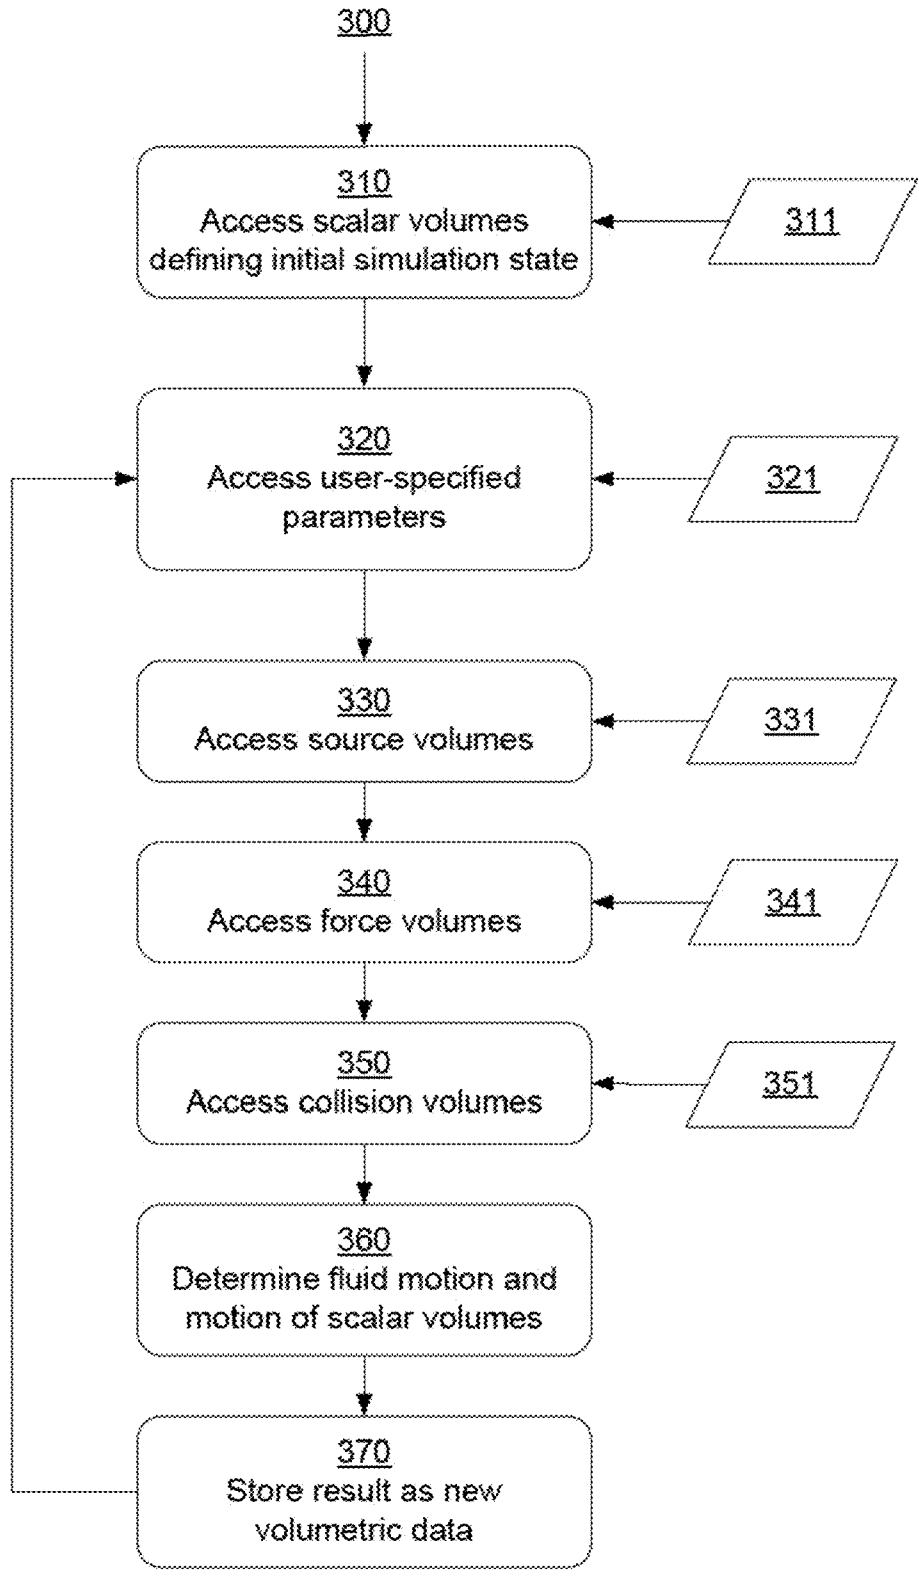 300
310
Access scalar volumes
defining initial simulation state
311
320
Access user-specified
parameters
321
330
Access source volumes
331
340
Access force volumes
341
350
Access collision volumes
351
360
Determine fluid motion and
motion of scalar volumes
370
Store result as new
volumetric data